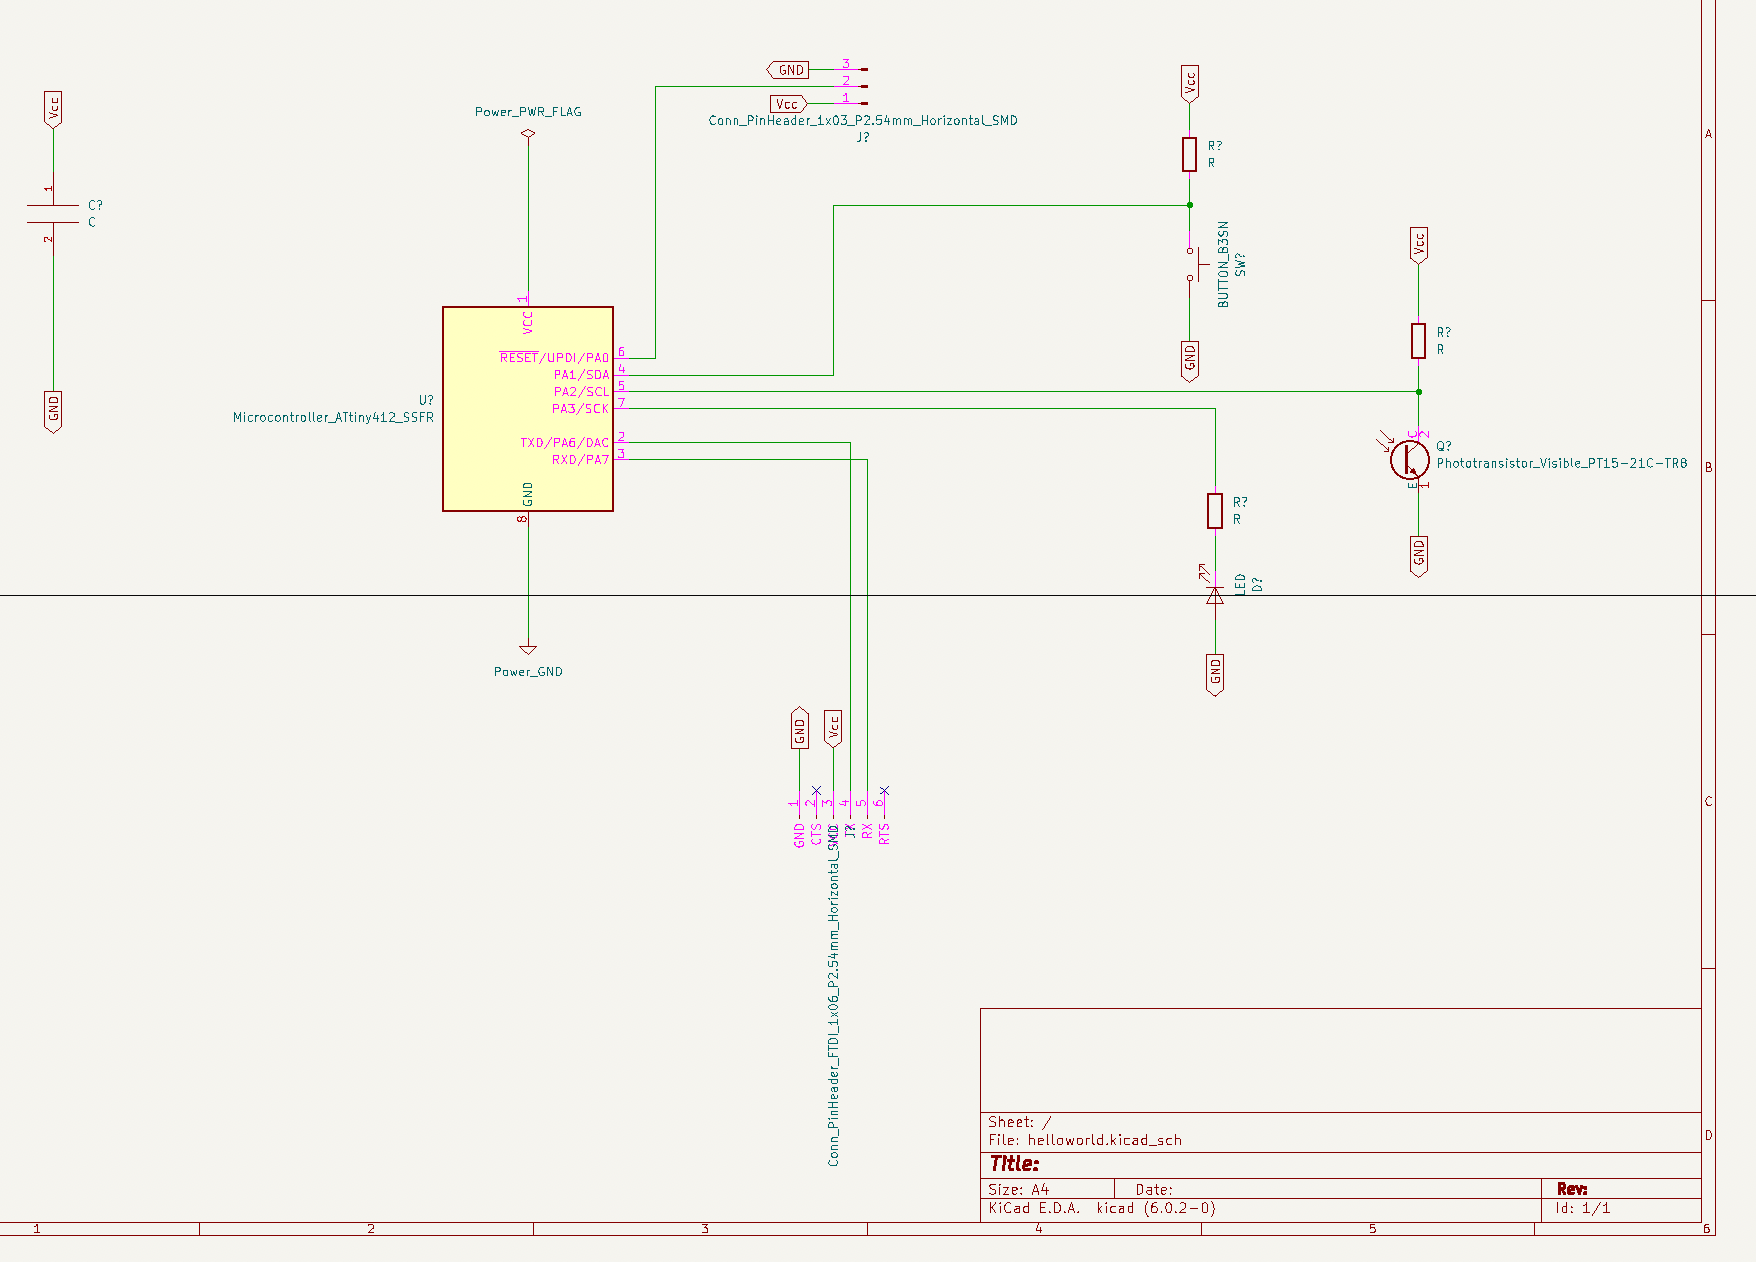 GND
3
2
Vcc
1
Conn_PinHeader_1x03_P2.54mm_Horizontal_SMD
J?
Vcc
1
C?
C
2
GND
Power_PWR_FLAG
Vcc
R?
R
BUTTON_B3SN
SW?
GND
A
1
VCC
RESET/UPDI/PA0
6
PA1/SDA
4
PA2/SCL
5
PA3/SCK
7
TXD/PA6/DAC
2
RXD/PA7
3
GND
8
U?
Microcontroller_ATtiny412_SSFR
Power_GND
Vcc
R?
R
C
2
Q?
Phototransistor_Visible_PT15-21C-TR8
E
1
GND
B
R?
R
LED
D?
GND
GND
Vcc
1
2
3
4
5
6
GND
CTS
J?
RX
RTS
Conn_PinHeader_FTDI_1x06_P2.54mm_Horizontal_SMD
C
Sheet: /
File: helloworld.kicad_sch
Title:
Size: A4
Date:
Rev:
KiCad E.D.A. kicad (6.0.2-0)
Id: 1/1
D
1
2
3
4
5
6